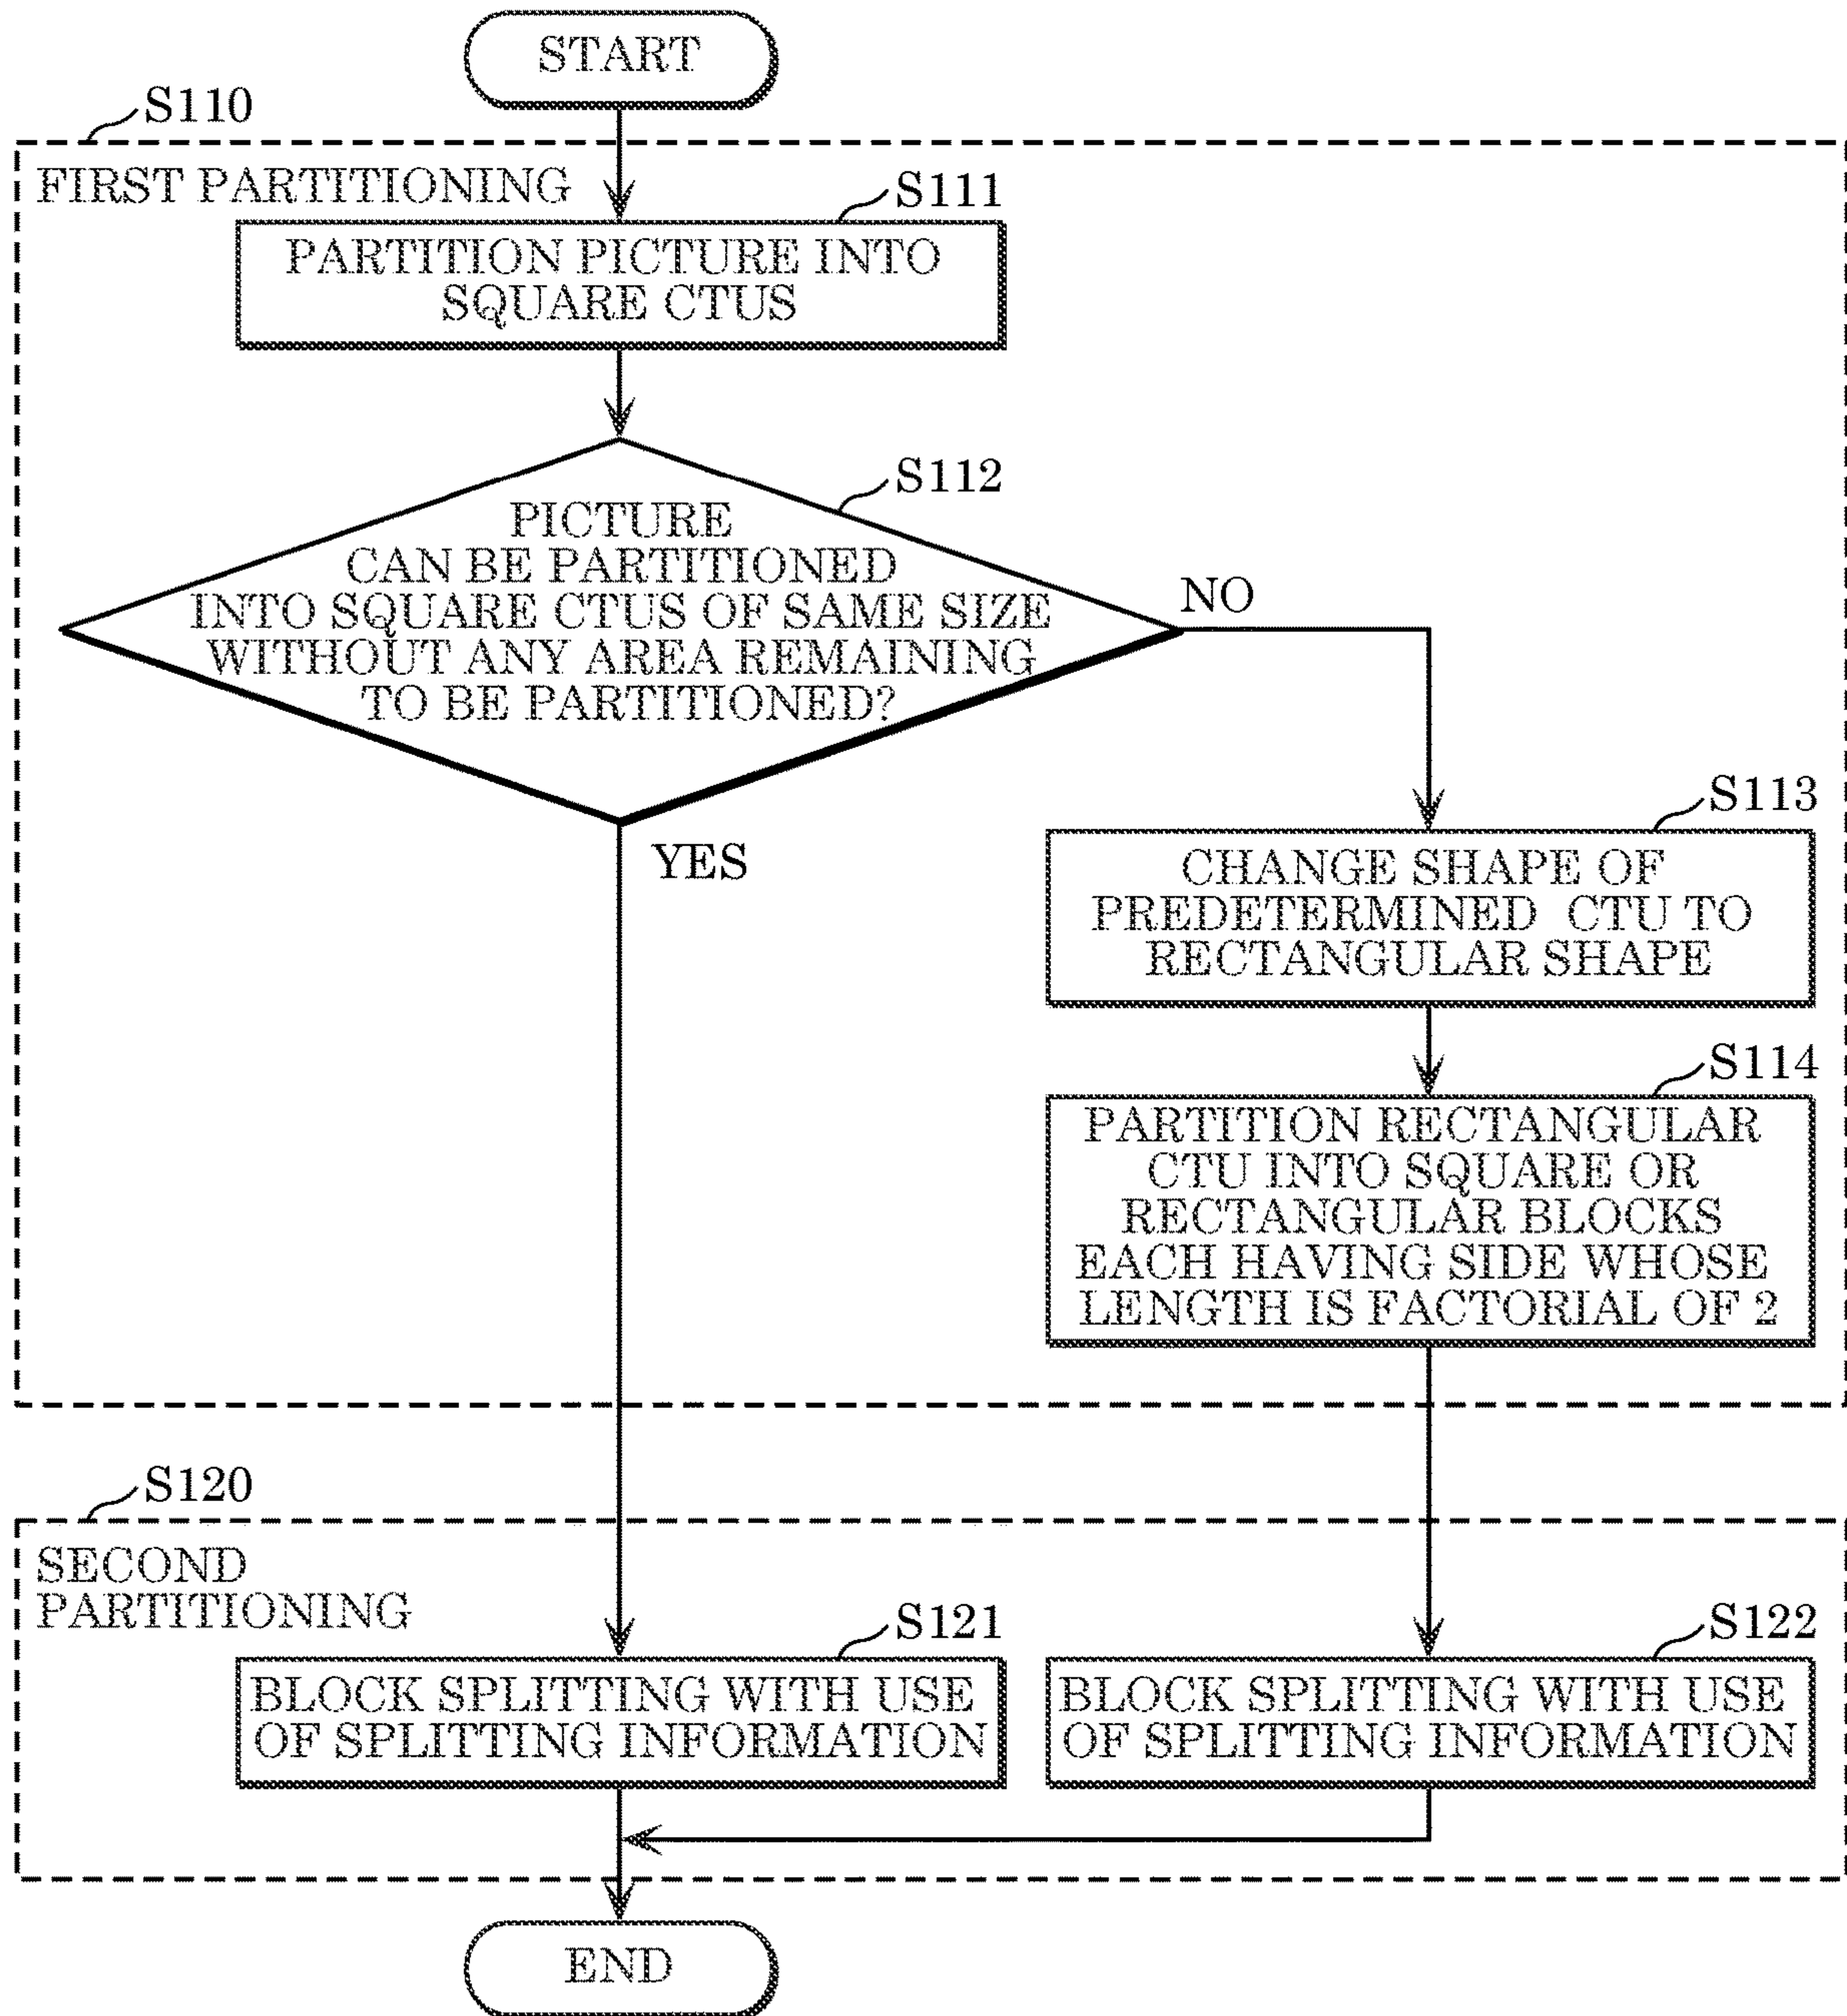 START
S110
FIRST PARTITIONING
S111
PARTITION PICTURE INTO
SQUARE CTUS
S112
PICTURE
CAN BE PARTITIONED
INTO SQUARE CTUS OF SAME SIZE
WITHOUT ANY AREA REMAINING
TO BE PARTITIONED?
NO
YES
S113
CHANGE SHAPE OF
PREDETERMINED CTU TO
RECTANGULAR SHAPE
S114
PARTITION RECTANGULAR
CTU INTO SQUARE OR
RECTANGULAR BLOCKS
EACH HAVING SIDE WHOSE
LENGTH IS FACTORIAL OF 2
S120
SECOND
PARTITIONING
S121
BLOCK SPLITTING WITH USE
OF SPLITTING INFORMATION
S122
BLOCK SPLITTING WITH USE
OF SPLITTING INFORMATION
END